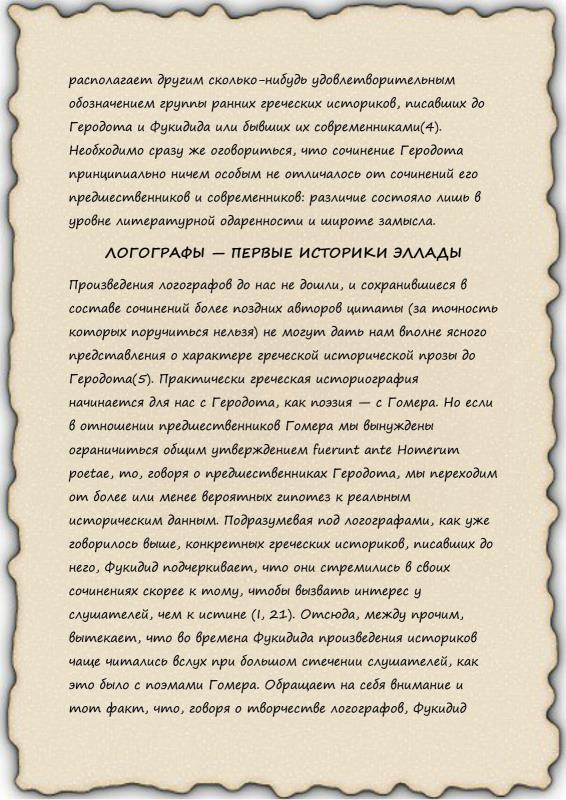 располагает другим сколько-нибудь удовлетворительным
обозначением группы ранних греческих историков, писавших до
Геродота и Фукидида или бывших их современниками(4).
Необходимо сразу же оговориться, что сочинение Геродота
принципиально ничем особым не отличалось от сочинений его
предшественников и современников: различие состояло лишь в
уровне литературной одаренности и широте замысла.
ЛОГОГРАФЫ — ПЕРВЫЕ ИСТОРИКИ ЭЛЛАДЫ
Произведения логографов до нас не дошли, и сохранившиеся в
составе сочинений более поздних авторов цитаты (за точность
которых поручиться нельзя) не могут дать нам вполне ясного
представления о характере греческой исторической прозы до
Геродота(5). Практически греческая историография
начинается для нас с Геродота, как поэзия — с Гомера. Но если
в отношении предшественников Гомера мы вынуждены
ограничиться общим утверждением fuerunt ante Homerum
poetae, то, говоря о предшественниках Геродота, мы переходим
от более или менее вероятных гипотез к реальным
историческим данным. Подразумевая под логографами, как уже
говорилось выше, конкретных греческих историков, писавших до
него, Фукидид подчеркивает, что они стремились в своих
сочинениях скорее к тому, чтобы вызвать интерес у
слушателей, чем к истине (I, 21). Отсюда, между прочим,
вытекает, что во времена Фукидида произведения историков
чаще читались вслух при большом стечении слушателей, как
это было с поэмами Гомера. Обращает на себя внимание и
тот факт, что, говоря о творчестве логографов, Фукидид